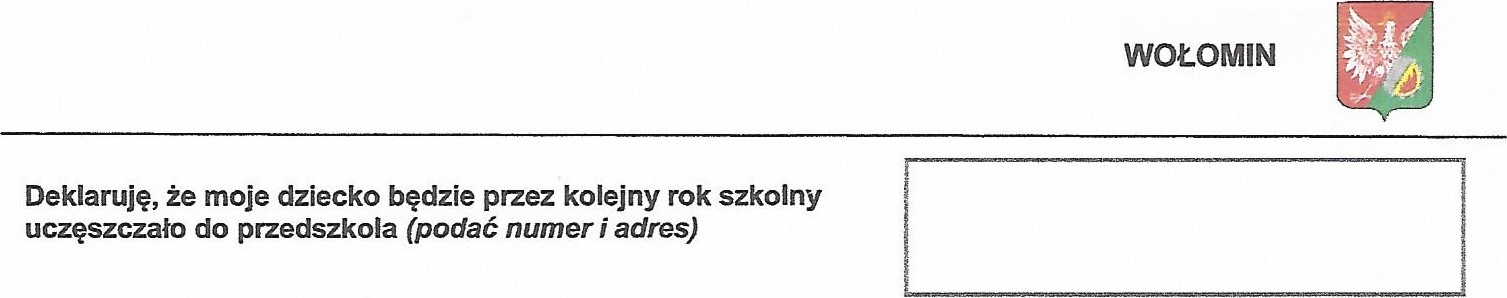 WOŁOMIN
Deklaruję, że moje dziecko będzie przez kolejny rok szkolny
uczęszczało do przedszkola (podać numer i adres)